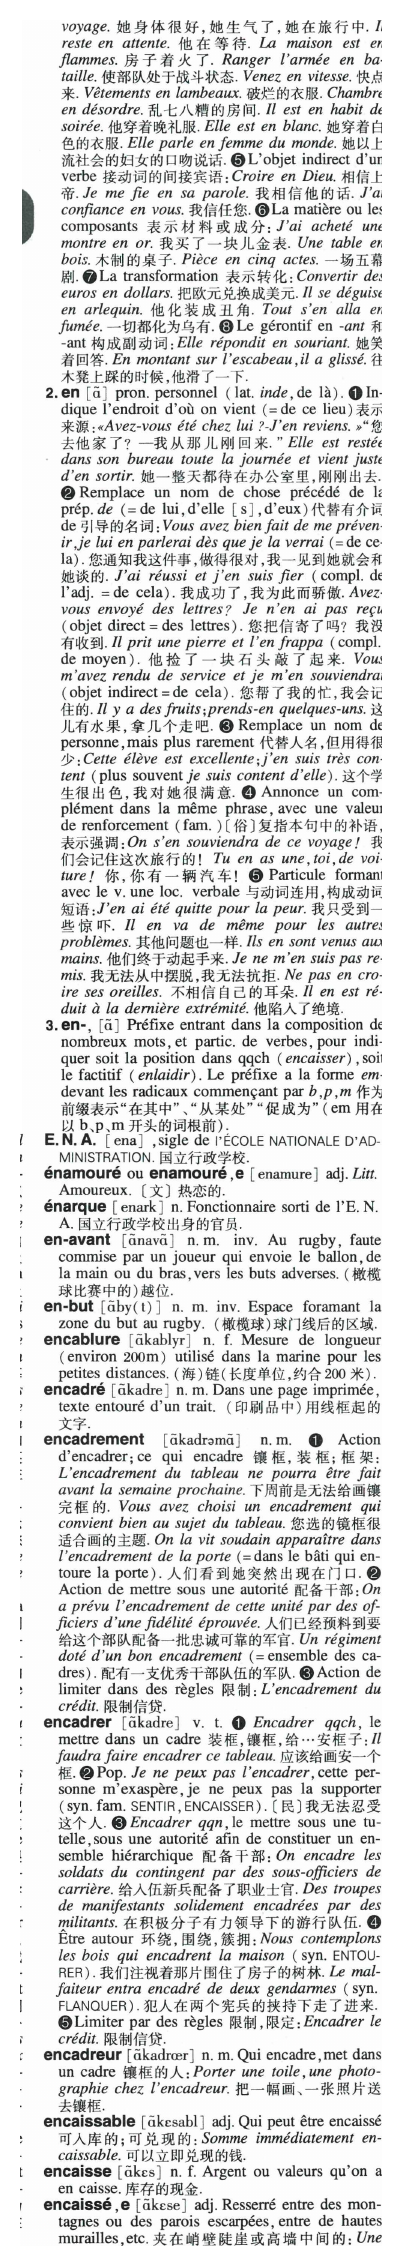 voyage. 她身体很好,她生气了,她在旅行中. Il
reste en attente. 他在等待. La maison est en
flammes. 房子着火了. Ranger l'armée en ba-
taille. 使部队处于战斗状态. Venez en vitesse. 快点
来. Vêtements en lambeaux. 破烂的衣服. Chambre
en désordre. 乱七八糟的房间. Il est en habit de
soirée. 他穿着晚礼服. Elle est en blanc. 她穿着白
色的衣服. Elle parle en femme du monde. 她以上
流社会的妇女的口吻说话. ❺L'objet indirect d'un
verbe 接动词的间接宾语: Croire en Dieu. 相信上
帝. Je me fie en sa parole. 我相信他的话. J'ai
confiance en vous. 我信任您. ❻La matière ou les
composants 表示材料或成分: J'ai acheté une
montre en or. 我买了一块儿金表. Une table en
bois. 木制的桌子. Pièce en cinq actes. 一场五幕
剧. ❼La transformation 表示转化: Convertir des
euros en dollars. 把欧元兑换成美元. Il se déguise
en arlequin. 他化装成丑角. Tout s'en alla en
fumée. 一切都化为乌有. ❽ Le gérontif en -ant 和
-ant 构成副动词: Elle répondit en souriant. 她笑
着回答. En montant sur l'escabeau, il a glissé. 往
木凳上踩的时候,他滑了一下.
2. en [ɑ̃] pron. personnel ( lat. inde, de là). ❶In-
dique l'endroit d'où on vient (= de ce lieu) 表示
来源: «Avez-vous été chez lui ?-J'en reviens. »“您
去他家了? —我从那儿刚回来.” Elle est restée
dans son bureau toute la journée et vient juste
d'en sortir. 她一整天都待在办公室里,刚刚出去.
❷ Remplace un nom de chose précédé de la
prép. de (= de lui, d'elle [ s] , d'eux) 代替有介词
de 引导的名词: Vous avez bien fait de me préven-
ir, je lui en parlerai dès que je la verrai (= de ce-
la). 您通知我这件事,做得很对,我一见到她就会和
她谈的. J'ai réussi et j'en suis fier ( compl. de
l'adj. = de cela). 我成功了,我为此而骄傲. Avez-
vous envoyé des lettres? Je n'en ai pas reçu
(objet direct = des lettres). 您把信寄了吗? 我没
有收到. Il prit une pierre et l'en frappa (compl.
de moyen). 他捡了一块石头敲了起来. Vous
m'avez rendu de service et je m'en souviendrai
( objet indirect = de cela). 您帮了我的忙,我会记
住的. Il y a des fruits; prends-en quelques-uns. 这
儿有水果,拿几个走吧. ❸ Remplace un nom de
personne, mais plus rarement 代替人名,但用得很
少: Cette élève est excellente; j'en suis très con-
tent ( plus souvent je suis content d'elle). 这个学
生很出色,我对她很满意. ❹ Annonce un com-
plément dans la même phrase, avec une valeur
de renforcement (fam. )〔俗〕复指本句中的补语,
表示强调: On s'en souviendra de ce voyage! 我
们会记住这次旅行的! Tu en as une, toi, de voi-
ture! 你,你有一辆汽车! ❺ Particule formant
avec le v. une loc. verbale 与动词连用,构成动词
短语: J'en ai été quitte pour la peur. 我只受到一
些惊吓. Il en va de même pour les autres
problèmes. 其他问题也一样. Ils en sont venus aux
mains. 他们终于动起手来. Je ne m'en suis pas re-
mis. 我无法从中摆脱,我无法抗拒. Ne pas en cro-
ire ses oreilles. 不相信自己的耳朵. Il en est ré-
duit à la dernière extrémité. 他陷入了绝境.
3. en-, [ɑ̃] Préfixe entrant dans la composition de
nombreux mots, et partic. de verbes, pour indi-
quer soit la position dans qqch (encaisser), soit
le factitif (enlaidir). Le préfixe a la forme em-
devant les radicaux commençant par b, p, m 作为
前缀表示“在其中”、“从某处”“促成为”(em 用在
以 b、p、m 开头的词根前).
E. N. A. [ ena] , sigle de l'ÉCOLE NATIONALE D'AD-
MINISTRATION. 国立行政学校.
énamouré ou enamouré, e [enamure] adj. Litt.
Amoureux. 〔文〕热恋的.
énarque [enark] n. Fonctionnaire sorti de l'E. N.
A. 国立行政学校出身的官员.
en-avant [ɑ̃navɑ̃] n. m. inv. Au rugby, faute
commise par un joueur qui envoie le ballon, de
la main ou du bras, vers les buts adverses. (橄榄
球比赛中的)越位.
en-but [ɑ̃by(t)] n. m. inv. Espace foramant la
zone du but au rugby. (橄榄球)球门线后的区域.
encablure [ɑ̃kablyr] n. f. Mesure de longueur
(environ 200m) utilisé dans la marine pour les
petites distances. (海)链(长度单位,约合 200 米).
encadré [ɑ̃kadre] n. m. Dans une page imprimée,
texte entouré d'un trait. (印刷品中)用线框起的
文字.
encadrement [ɑ̃kadrəmɑ̃] n. m. ❶ Action
d'encadrer; ce qui encadre 镶框,装框;框架:
L'encadrement du tableau ne pourra être fait
avant la semaine prochaine. 下周前是无法给画镶
完框的. Vous avez choisi un encadrement qui
convient bien au sujet du tableau. 您选的镜框很
适合画的主题. On la vit soudain apparaître dans
l'encadrement de la porte (= dans le bâti qui en-
toure la porte). 人们看到她突然出现在门口. ❷
Action de mettre sous une autorité 配备干部: On
a prévu l'encadrement de cette unité par des of-
ficiers d'une fidélité éprouvée. 人们已经预料到要
给这个部队配备一批忠诚可靠的军官. Un régiment
doté d'un bon encadrement (= ensemble des ca-
dres). 配有一支优秀干部队伍的军队. ❸Action de
limiter dans des règles 限制: L'encadrement du
crédit. 限制信贷.
encadrer [ɑ̃kadre] v. t. ❶ Encadrer qqch, le
mettre dans un cadre 装框,镶框,给…安框子: Il
faudra faire encadrer ce tableau. 应该给画安一个
框. ❷Pop. Je ne peux pas l'encadrer, cette per-
sonne m'exaspère, je ne peux pas la supporter
(syn. fam. SENTIR, ENCAISSER). 〔民〕我无法忍受
这个人. ❸ Encadrer qqn, le mettre sous une tu-
telle, sous une autorité afin de constituer un en-
semble hiérarchique 配备干部: On encadre les
soldats du contingent par des sous-officiers de
carrière. 给入伍新兵配备了职业士官. Des troupes
de manifestants solidement encadrées par des
militants. 在积极分子有力领导下的游行队伍. ❹
Être autour 环绕,围绕,簇拥: Nous contemplons
les bois qui encadrent la maison ( syn. ENTOU-
RER). 我们注视着那片围住了房子的树林. Le mal-
faiteur entra encadré de deux gendarmes (syn.
FLANQUER). 犯人在两个宪兵的挟持下走了进来.
❺Limiter par des règles 限制,限定: Encadrer le
crédit. 限制信贷.
encadreur [ɑ̃kadrœr] n. m. Qui encadre, met dans
un cadre 镶框的人: Porter une toile, une photo-
graphie chez l'encadreur. 把一幅画、一张照片送
去镶框.
encaissable [ɑ̃kɛsabl] adj. Qui peut être encaissé
可入库的;可兑现的: Somme immédiatement en-
caissable. 可以立即兑现的钱.
encaisse [ɑ̃kɛs] n. f. Argent ou valeurs qu'on a
en caisse. 库存的现金.
encaissé, e [ɑ̃kɛse] adj. Resserré entre des mon-
tagnes ou des parois escarpées, entre de hautes
murailles, etc. 夹在峭壁陡崖或高墙中间的: Une